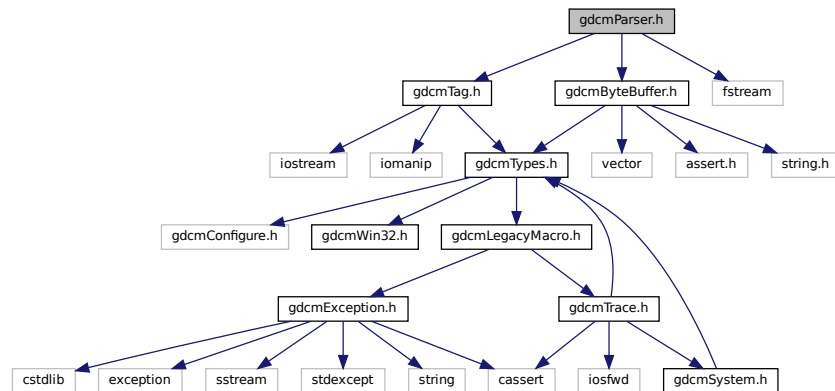 gdcmParser.h
gdcmTag.h
gdcmByteBuffer.h
fstream
iostream
iomanip
gdcmTypes.h
vector
assert.h
string.h
gdcmConfigure.h
gdcmWin32.h
gdcmLegacyMacro.h
gdcmException.h
gdcmTrace.h
cstdlib
exception
sstream
stdexcept
string
cassert
iosfwd
gdcmSystem.h